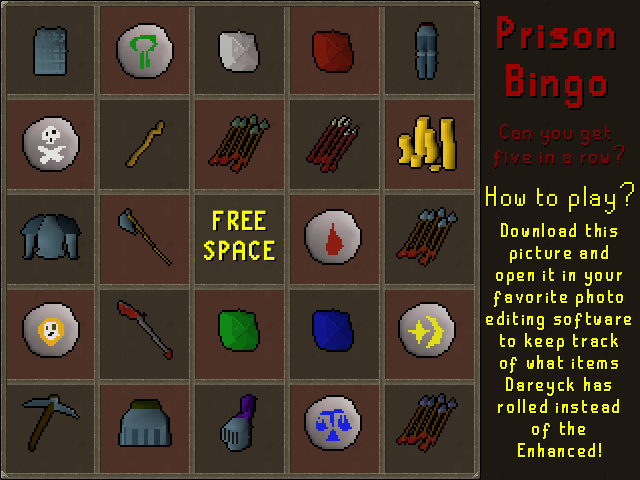 Prison
Bingo
Can you get
five in a row?
How to play?
Download this
picture and
open it in your
favorite photo
editing software
to keep track
of what items
Dareyck has
rolled instead
of the
Enhanced!
FREE
SPACE